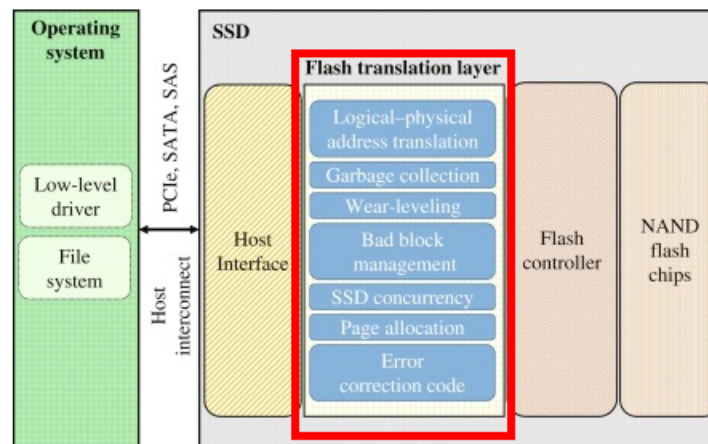 Operating
system
Low-level
driver
File
system
PCIe, SATA, SAS
Host
interconnect
SSD
Host
Interface
Flash translation layer
Logical–physical
address translation
Garbage collection
Wear-leveling
Bad block
management
SSD concurrency
Page allocation
Error
correction code
Flash
controller
NAND
flash
chips